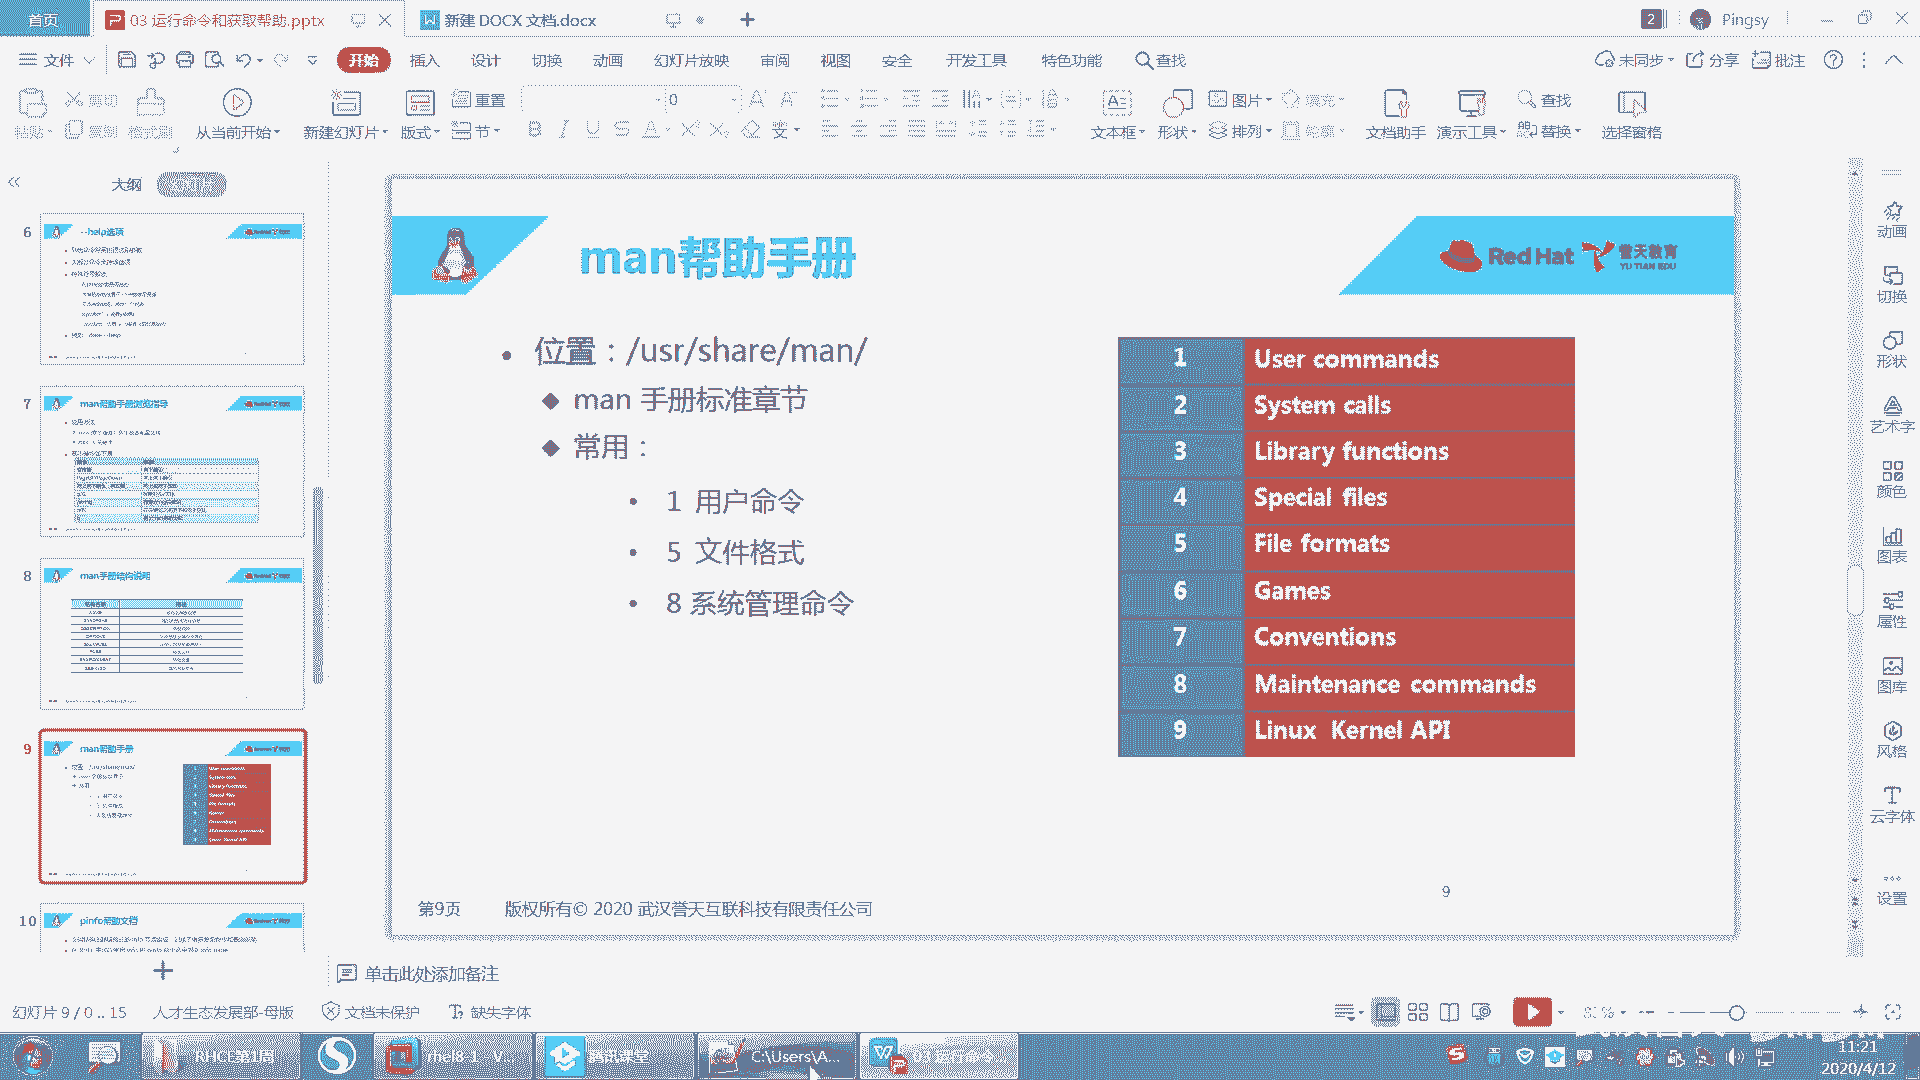 首页
03 运行命令和获取帮助.pptx
新建 DOCX 文档.docx
2
Pingsy
文件
开始
插入
设计
切换
动画
幻灯片放映
审阅
视图
安全
开发工具
特色功能
查找
未同步
分享
批注
粘贴
剪切
复制
格式刷
从当前开始
新建幻灯片
版式
重置
节
0
文本框
形状
图片
排列
填充
轮廓
文档助手
演示工具
查找
替换
选择窗格
大纲
6
--help选项
7
man帮助手册浏览指导
8
man手册结构说明
9
man帮助手册
10
pinfo帮助文档
man帮助手册
Red Hat
誉天教育
YU TIAN EDU
位置：/usr/share/man/
man 手册标准章节
常用：
1 用户命令
5 文件格式
8 系统管理命令
1 User commands
2 System calls
3 Library functions
4 Special files
5 File formats
6 Games
7 Conventions
8 Maintenance commands
9 Linux Kernel API
9
第9页
版权所有© 2020 武汉誉天互联科技有限责任公司
动画
切换
形状
艺术字
颜色
图表
属性
图库
风格
云字体
设置
单击此处添加备注
幻灯片 9 / 0 .. 15
人才生态发展部-母版
文档未保护
缺失字体
RHCE第1周
rhel8-1 - V...
腾讯课堂
C:\Users\A...
03 运行命令...
11:21
2020/4/12